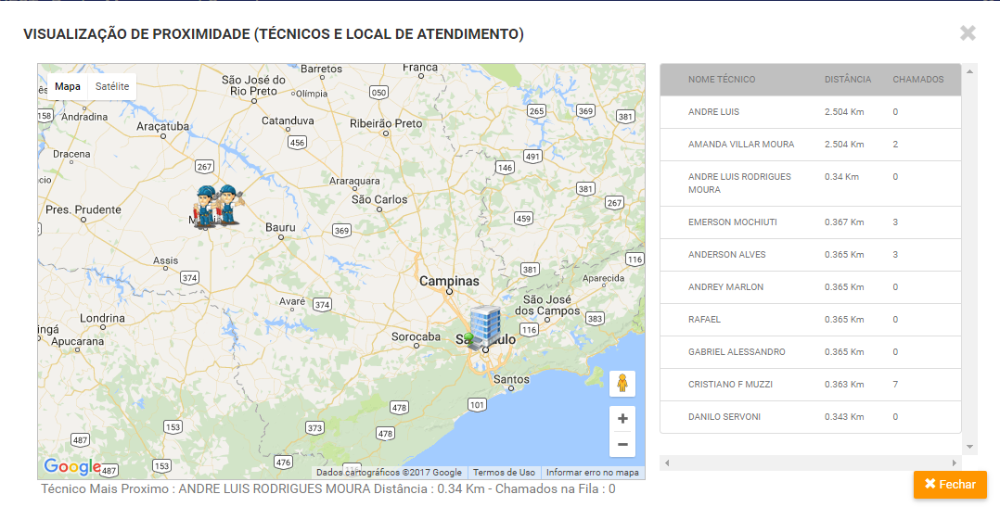 VISUALIZAÇÃO DE PROXIMIDADE (TÉCNICOS E LOCAL DE ATENDIMENTO)
Mapa Satélite
Barretos
Franca
São José do
Rio Preto
Olímpia
050
158
Andradina
265
369
381
Araçatuba
Catanduva
Ribeirão Preto
456
Dracena
491
267
146
Araraquara
381
São Carlos
267
Pres. Prudente
459
Bauru
369
Assis
116
374
381
Campinas
Aparecida
Avaré
374
São José
dos Campos
Londrina
383
ingá
116
Apucarana
Sorocaba
Santos
478
101
153
373
478
487
476
153
487
Google
Dados cartográficos ©2017 Google
Termos de Uso
Informar erro no mapa
NOME TÉCNICO DISTÂNCIA CHAMADOS
ANDRE LUIS 2.504 Km 0
AMANDA VILLAR MOURA 2.504 Km 2
ANDRE LUIS RODRIGUES 0.34 Km 0
MOURA
EMERSON MOCHIUTI 0.367 Km 3
ANDERSON ALVES 0.365 Km 3
ANDREY MARLON 0.365 Km 0
RAFAEL 0.365 Km 0
GABRIEL ALESSANDRO 0.365 Km 0
CRISTIANO F MUZZI 0.363 Km 7
DANILO SERVONI 0.343 Km 0
Técnico Mais Proximo : ANDRE LUIS RODRIGUES MOURA Distância : 0.34 Km - Chamados na Fila : 0
Fechar